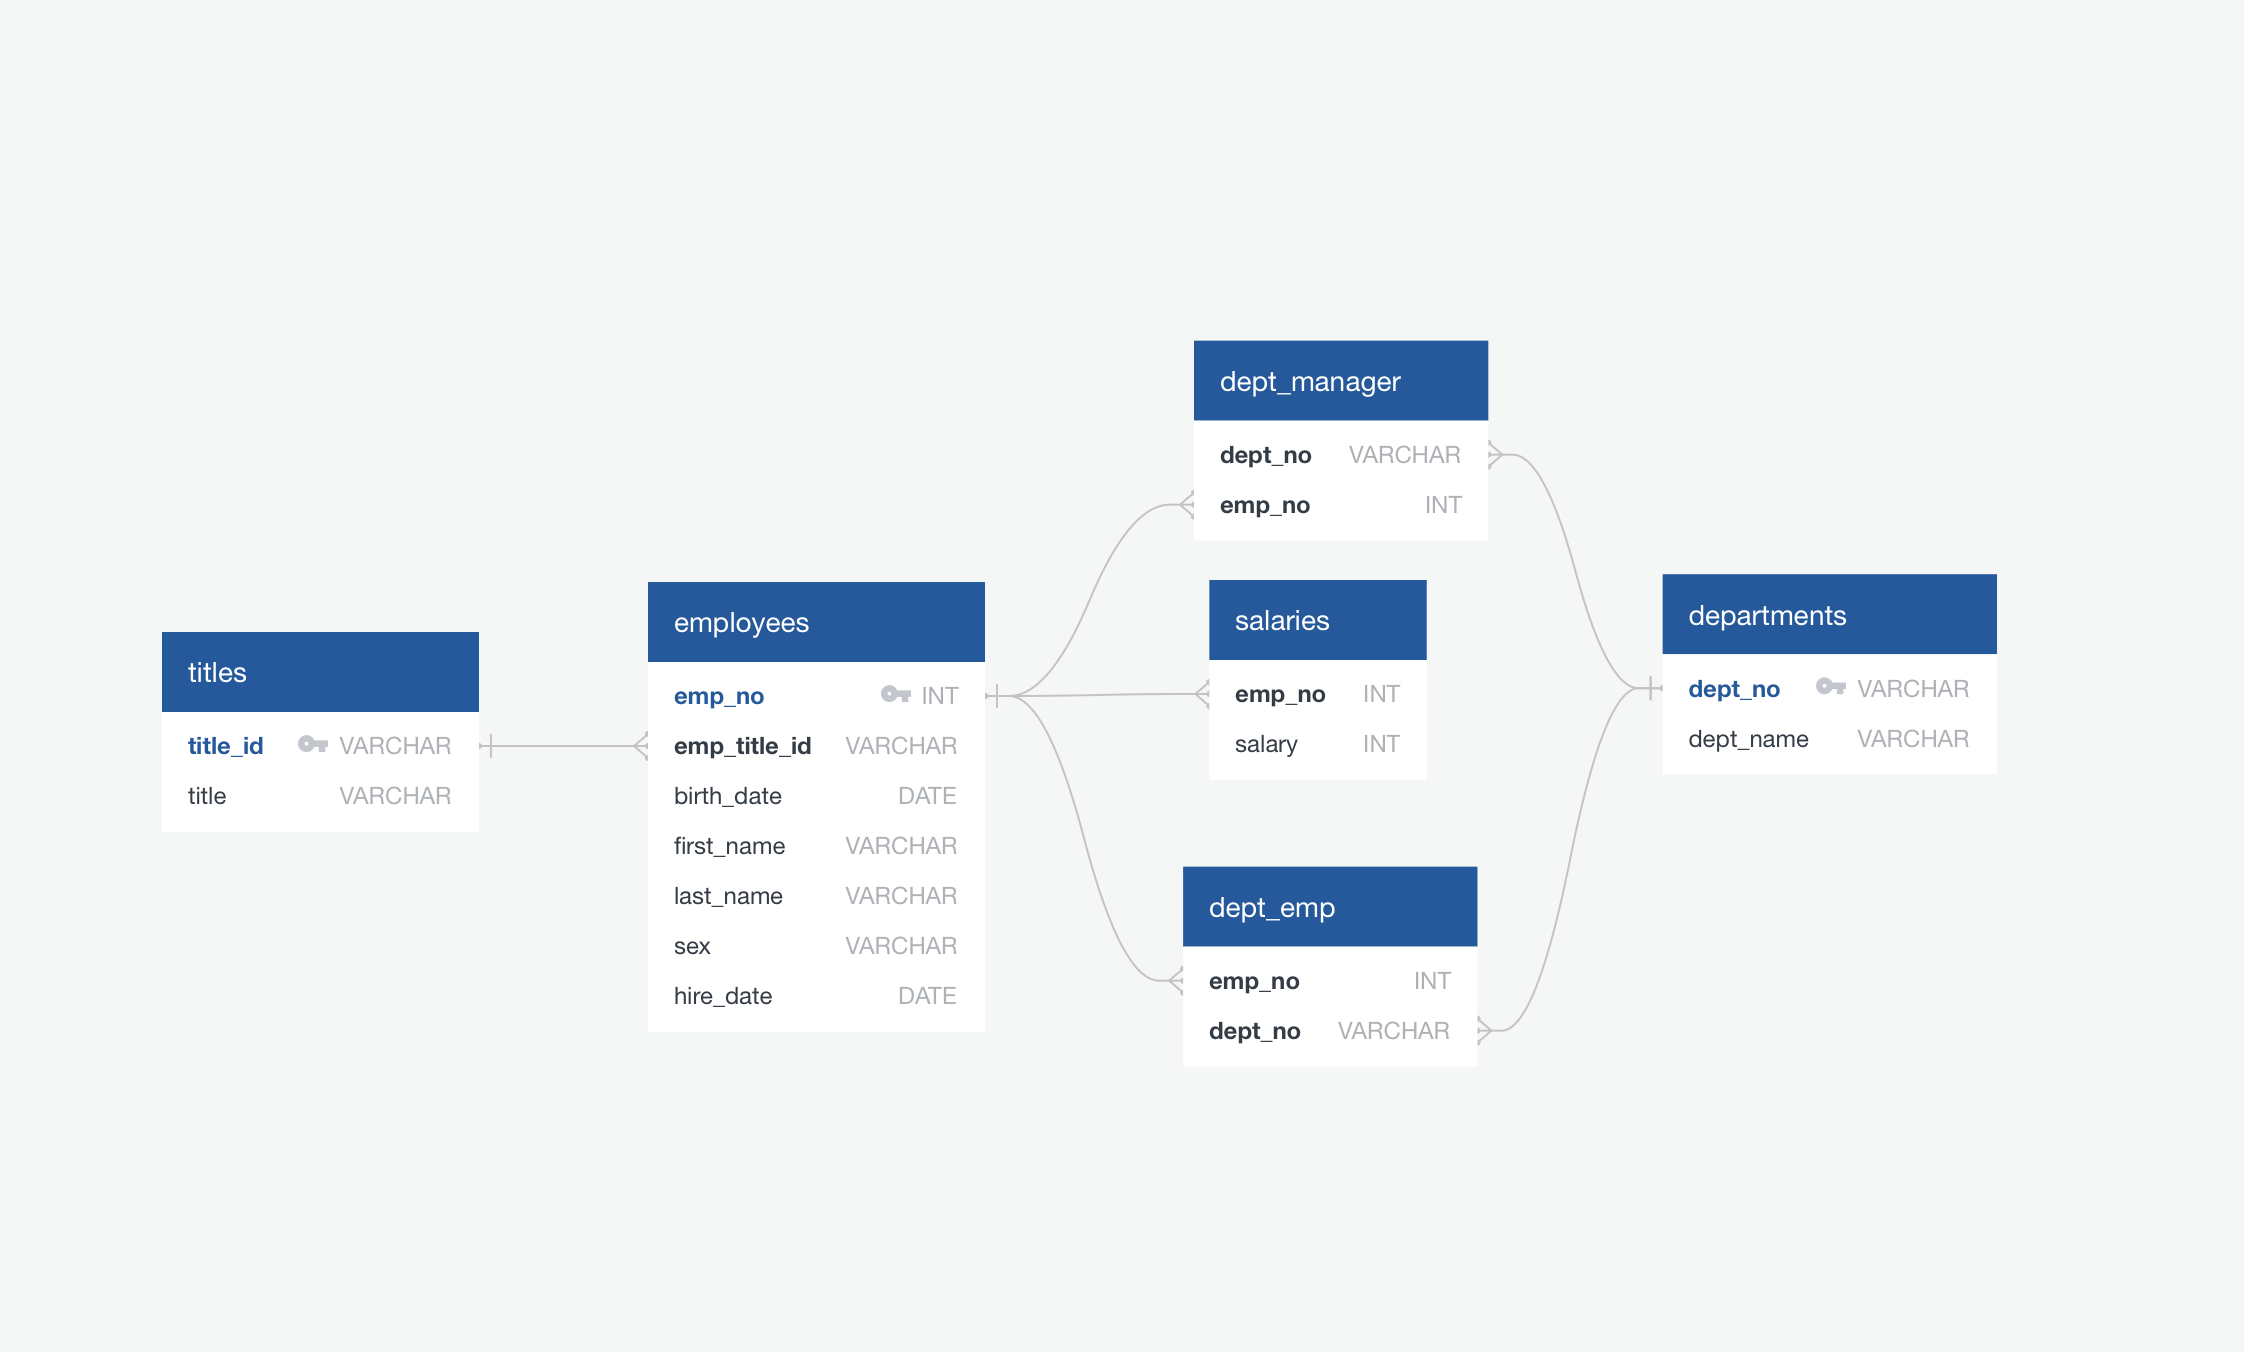 titles
title_id VARCHAR
title VARCHAR
employees
emp_no INT
emp_title_id VARCHAR
birth_date DATE
first_name VARCHAR
last_name VARCHAR
sex VARCHAR
hire_date DATE
dept_manager
dept_no VARCHAR
emp_no INT
salaries
emp_no INT
salary INT
dept_emp
emp_no INT
dept_no VARCHAR
departments
dept_no VARCHAR
dept_name VARCHAR